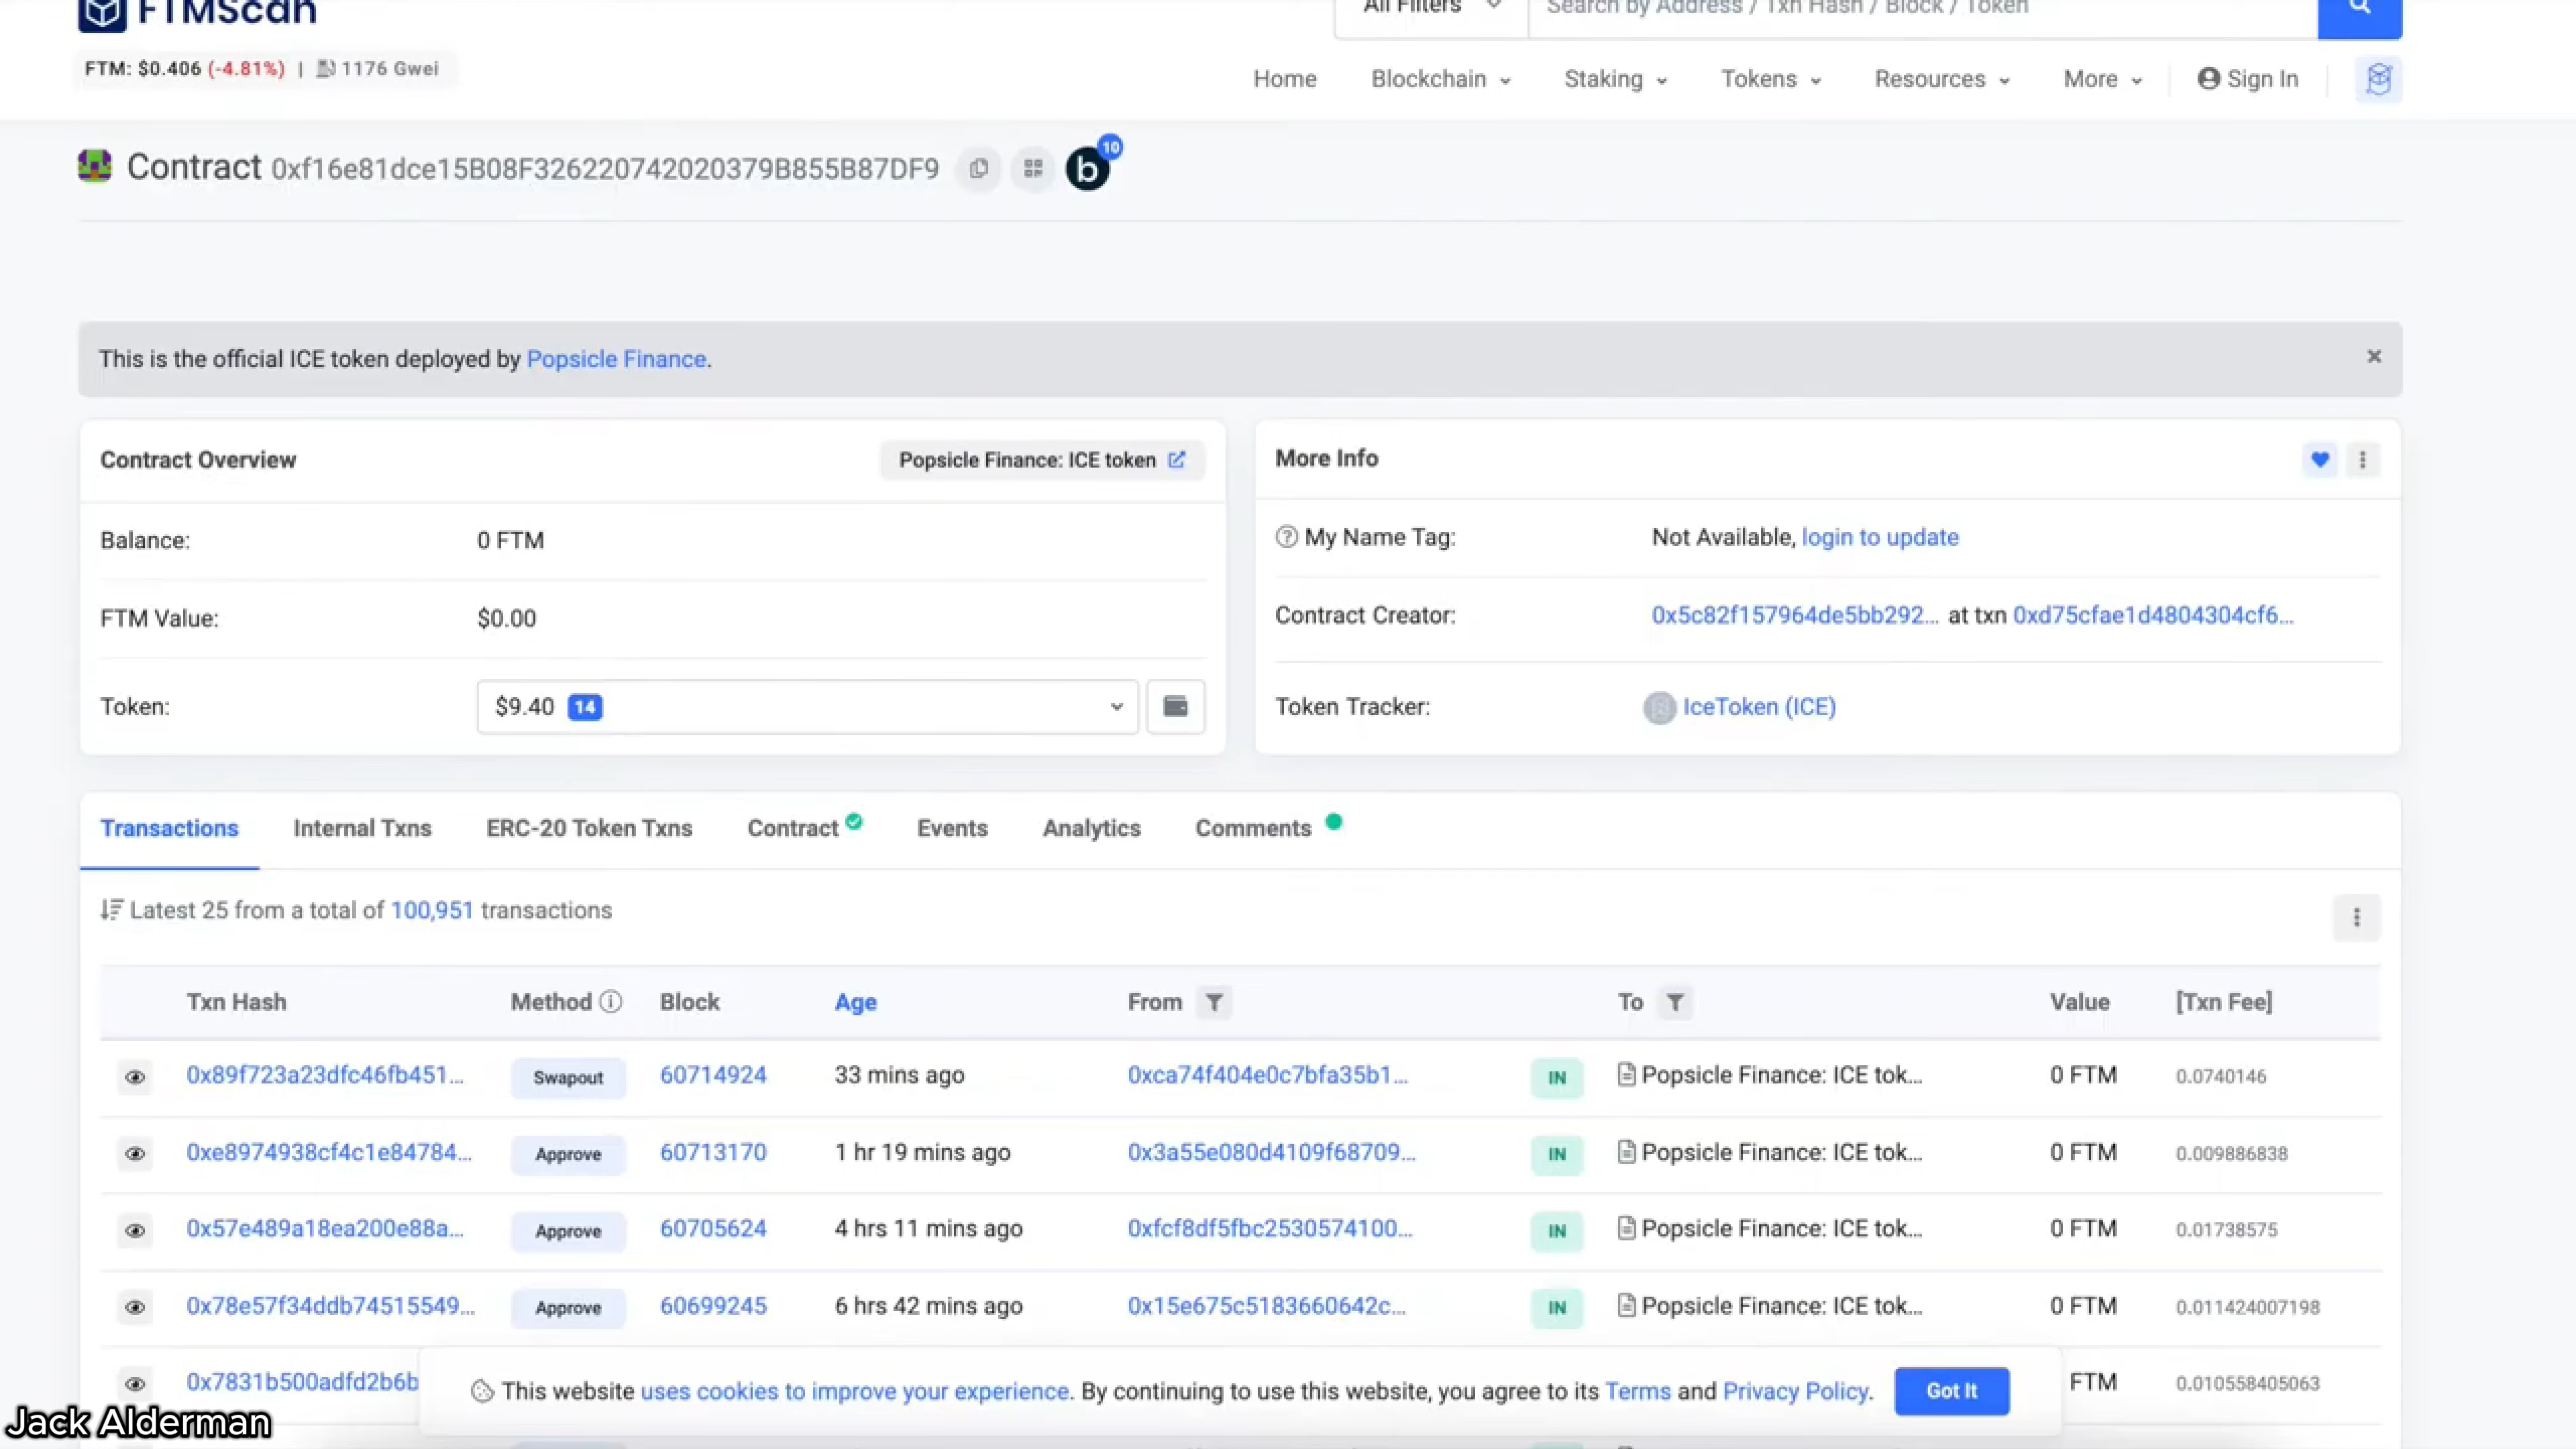 FTMScan
All Filters
Search by Address / Txn Hash / Block / Token
FTM: $0.406 (-4.81%) | 1176 Gwei
Home Blockchain Staking Tokens Resources More Sign In
Contract 0xf16e81dce15B08F326220742020379B855B87DF9
b 10
This is the official ICE token deployed by Popsicle Finance.
Contract Overview
Popsicle Finance: ICE token
Balance: 0 FTM
FTM Value: $0.00
Token: $9.40 14
More Info
My Name Tag: Not Available, login to update
Contract Creator: 0x5c82f157964de5bb292... at txn 0xd75cfae1d4804304cf6...
Token Tracker: IceToken (ICE)
Transactions Internal Txns ERC-20 Token Txns Contract Events Analytics Comments
Latest 25 from a total of 100,951 transactions
Txn Hash Method Block Age From To Value [Txn Fee]
0x89f723a23dfc46fb451... Swapout 60714924 33 mins ago 0xca74f404e0c7bfa35b1... IN Popsicle Finance: ICE tok... 0 FTM 0.0740146
0xe8974938cf4c1e84784... Approve 60713170 1 hr 19 mins ago 0x3a55e080d4109f68709... IN Popsicle Finance: ICE tok... 0 FTM 0.009886838
0x57e489a18ea200e88a... Approve 60705624 4 hrs 11 mins ago 0xfcf8df5fbc2530574100... IN Popsicle Finance: ICE tok... 0 FTM 0.01738575
0x78e57f34ddb74515549... Approve 60699245 6 hrs 42 mins ago 0x15e675c5183660642c... IN Popsicle Finance: ICE tok... 0 FTM 0.011424007198
0x7831b500adfd2b6b FTM 0.010558405063
This website uses cookies to improve your experience. By continuing to use this website, you agree to its Terms and Privacy Policy. Got It
Jack Alderman